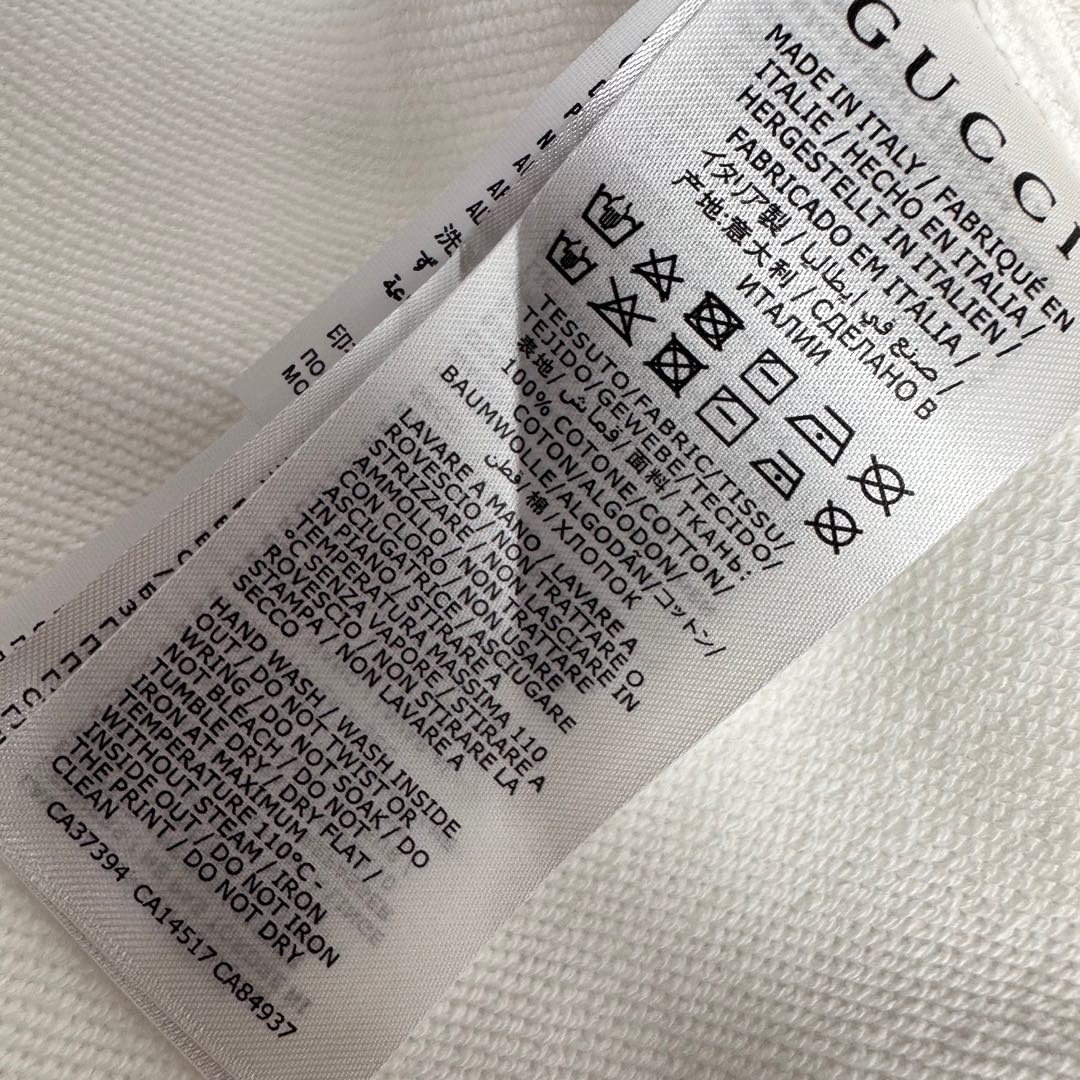 GUCCI
MADE IN ITALY / FABRIQUÉ EN
ITALIE / HECHO EN ITALIA /
HERGESTELLT IN ITALIEN /
FABRICADO EM ITÁLIA /
イタリア製 / صنع في ايطاليا /
产地:意大利 / СДЕЛАНО В
ИТАЛИИ
TESSUTO/FABRIC/TISSU/
TEJIDO/GEWEBE/TECIDO/
表地/قماش/面料/ТКАНЬ:
100% COTONE/COTTON/
COTON/ALGODON/
BAUMWOLLE/ALGODÁN/コットン/
قطن/棉/ХЛОПОК
LAVARE A MANO / LAVARE A
ROVESCIO / NON TRATTARE O
STRIZZARE / NON LASCIARE IN
AMMOLLO / NON TRATTARE
CON CLORO / NON USARE
ASCIUGATRICE / ASCIUGARE
IN PIANO / STIRARE A
TEMPERATURA MASSIMA 110
°C SENZA VAPORE / STIRARE A
ROVESCIO / NON STIRARE LA
STAMPA / NON LAVARE A
SECCO
HAND WASH / WASH INSIDE
OUT / DO NOT TWIST OR
WRING / DO NOT SOAK / DO
NOT BLEACH / DO NOT
TUMBLE DRY / DRY FLAT /
IRON AT MAXIMUM
TEMPERATURE 110°C -
WITHOUT STEAM / IRON
INSIDE OUT / DO NOT IRON
THE PRINT / DO NOT DRY
CLEAN
CA37394 CA14517 CA84937